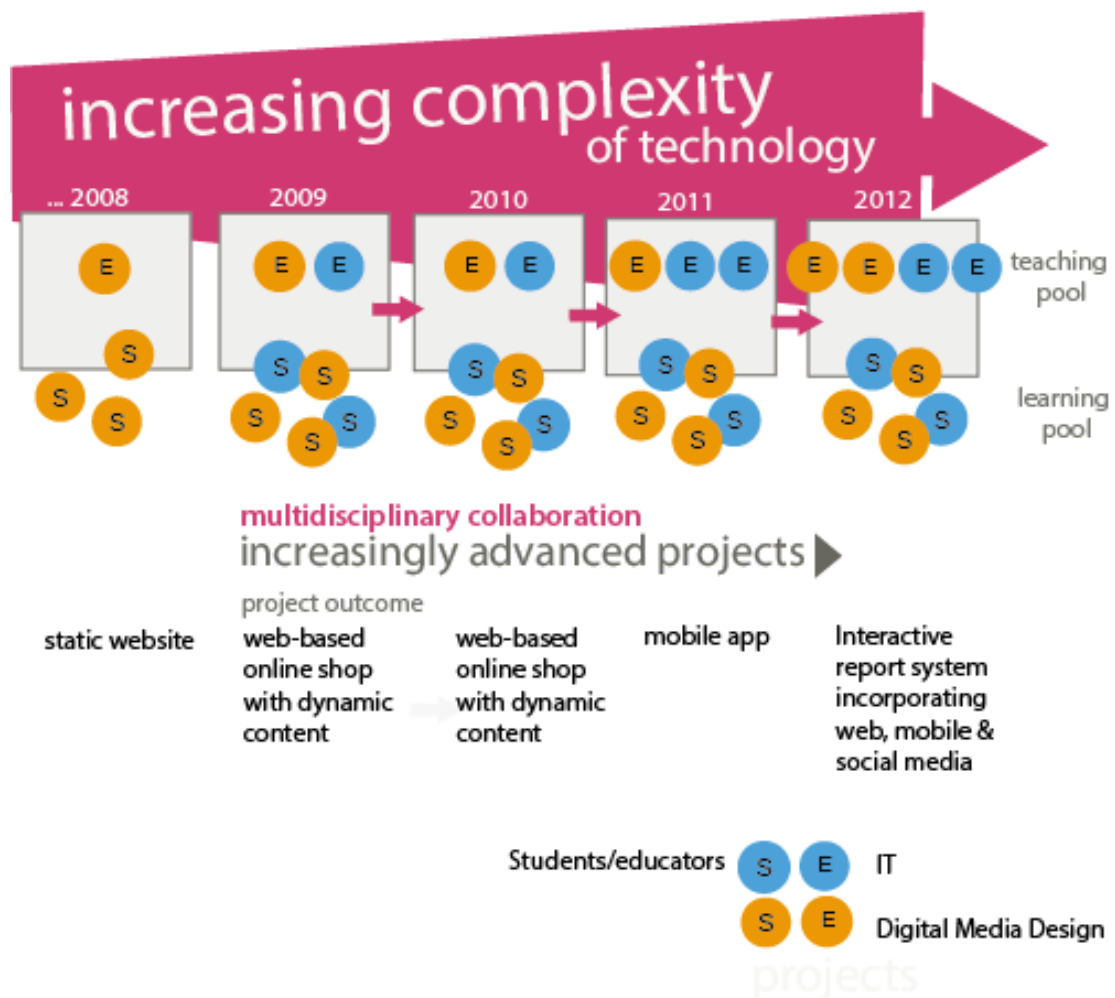 increasing complexity
of technology
... 2008
2009
2010
2011
2012
E
E E
E E
E E E
E E E E
teaching
pool
S
S
S
S S
S
S
S
S S
S
S
S
S S
S
S
S
S S
S
S
S
learning
pool
multidisciplinary collaboration
increasingly advanced projects
project outcome
static website
web-based
online shop
with dynamic
content
web-based
online shop
with dynamic
content
mobile app
Interactive
report system
incorporating
web, mobile &
social media
Students/educators
S E IT
S E Digital Media Design
projects